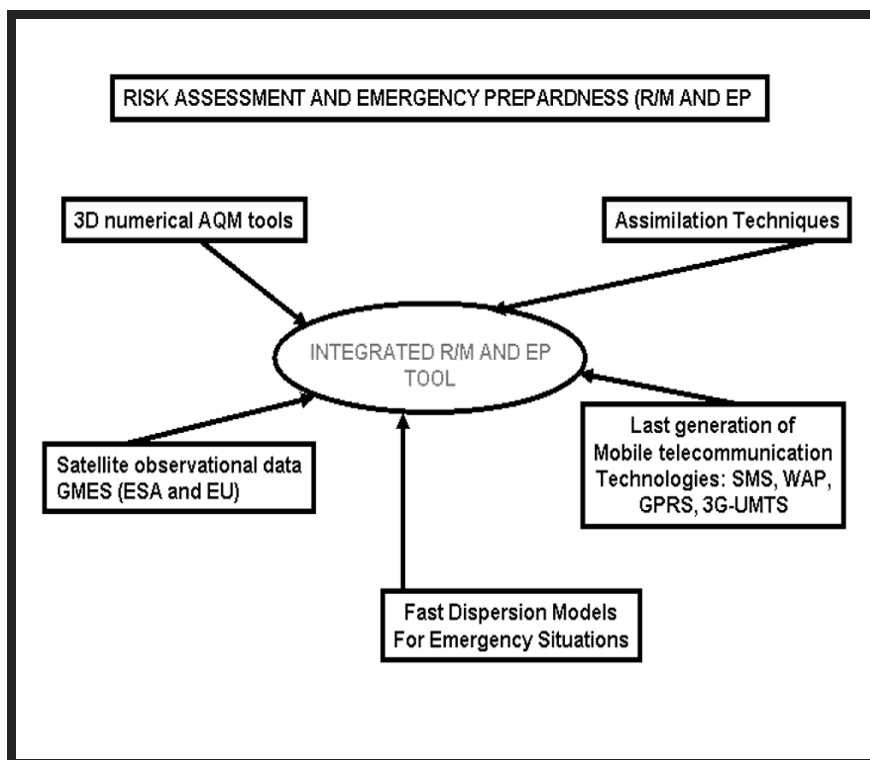 RISK ASSESSMENT AND EMERGENCY PREPARDNESS (R/M AND EP
3D numerical AQM tools
Assimilation Techniques
INTEGRATED R/M AND EP
TOOL
Satellite observational data
GMES (ESA and EU)
Last generation of
Mobile telecommunication
Technologies: SMS, WAP,
GPRS, 3G-UMTS
Fast Dispersion Models
For Emergency Situations